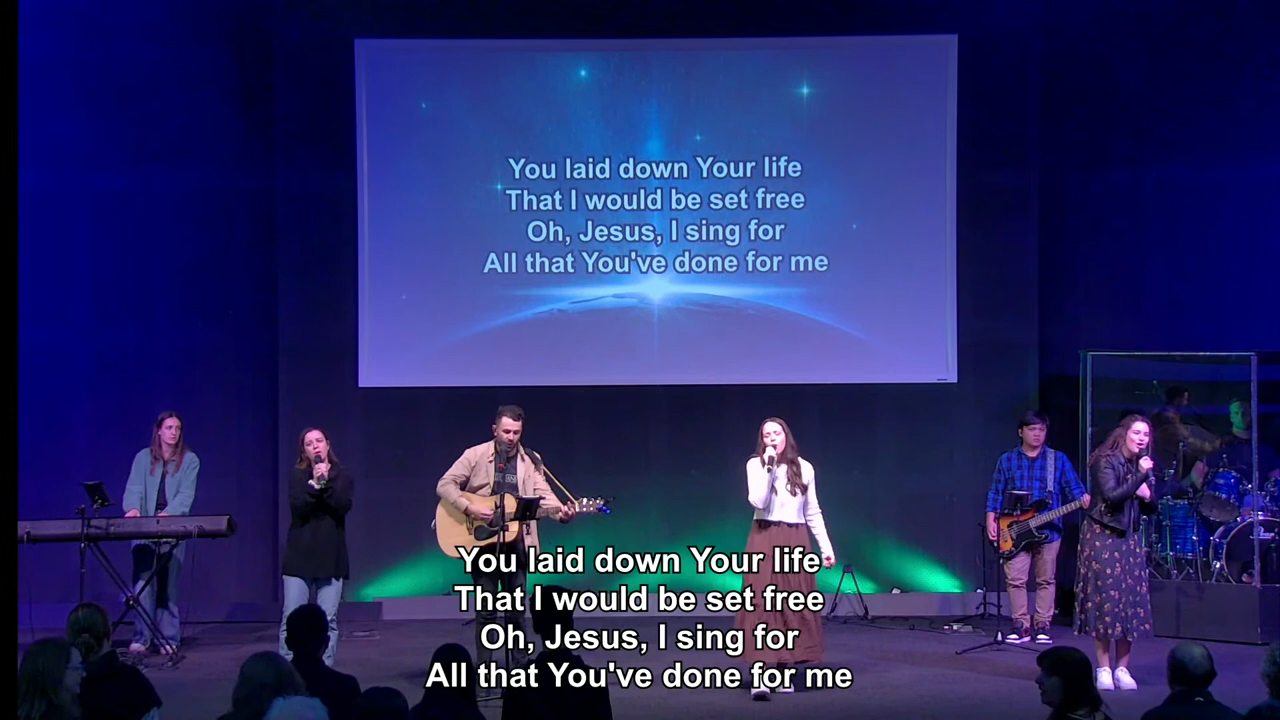 You laid down Your life
That I would be set free
Oh, Jesus, I sing for
All that You've done for me
You laid down Your life
That I would be set free
Oh, Jesus, I sing for
All that You've done for me